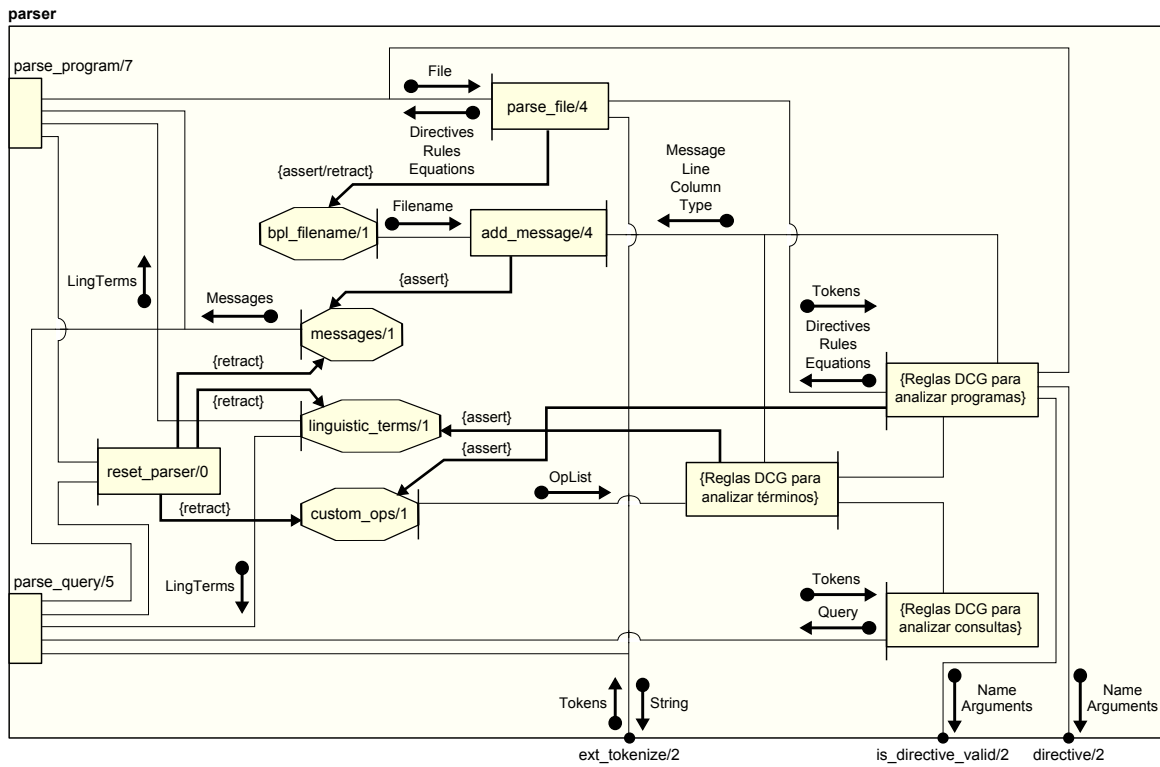 parser
parse_program/7
File
parse_file/4
Directives
Rules
Equations
{assert/retract}
Message
Line
Column
Type
Filename
bpl_filename/1
add_message/4
{assert}
LingTerms
Messages
messages/1
Tokens
Directives
Rules
Equations
{retract}
{retract}
{Reglas DCG para
analizar programas}
linguistic_terms/1
{assert}
{assert}
reset_parser/0
OpList
{Reglas DCG para
analizar términos}
{retract}
custom_ops/1
parse_query/5
LingTerms
Tokens
Query
{Reglas DCG para
analizar consultas}
Tokens
String
Name
Arguments
Name
Arguments
ext_tokenize/2
is_directive_valid/2
directive/2